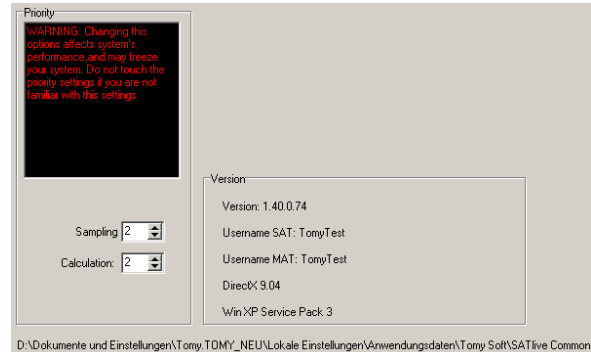 Priority
WARNING: Changing this
options affects system's
performance,and may freeze
your system. Do not touch the
priority settings if you are not
familiar with this settings.
Sampling 2
Calculation: 2
Version
Version: 1.40.0.74
Username SAT: TomyTest
Username MAT: TomyTest
DirectX 9.04
Win XP Service Pack 3
D:\Dokumente und Einstellungen\Tomy.TOMY_NEU\Lokale Einstellungen\Anwendungsdaten\Tomy Soft\SATlive Common